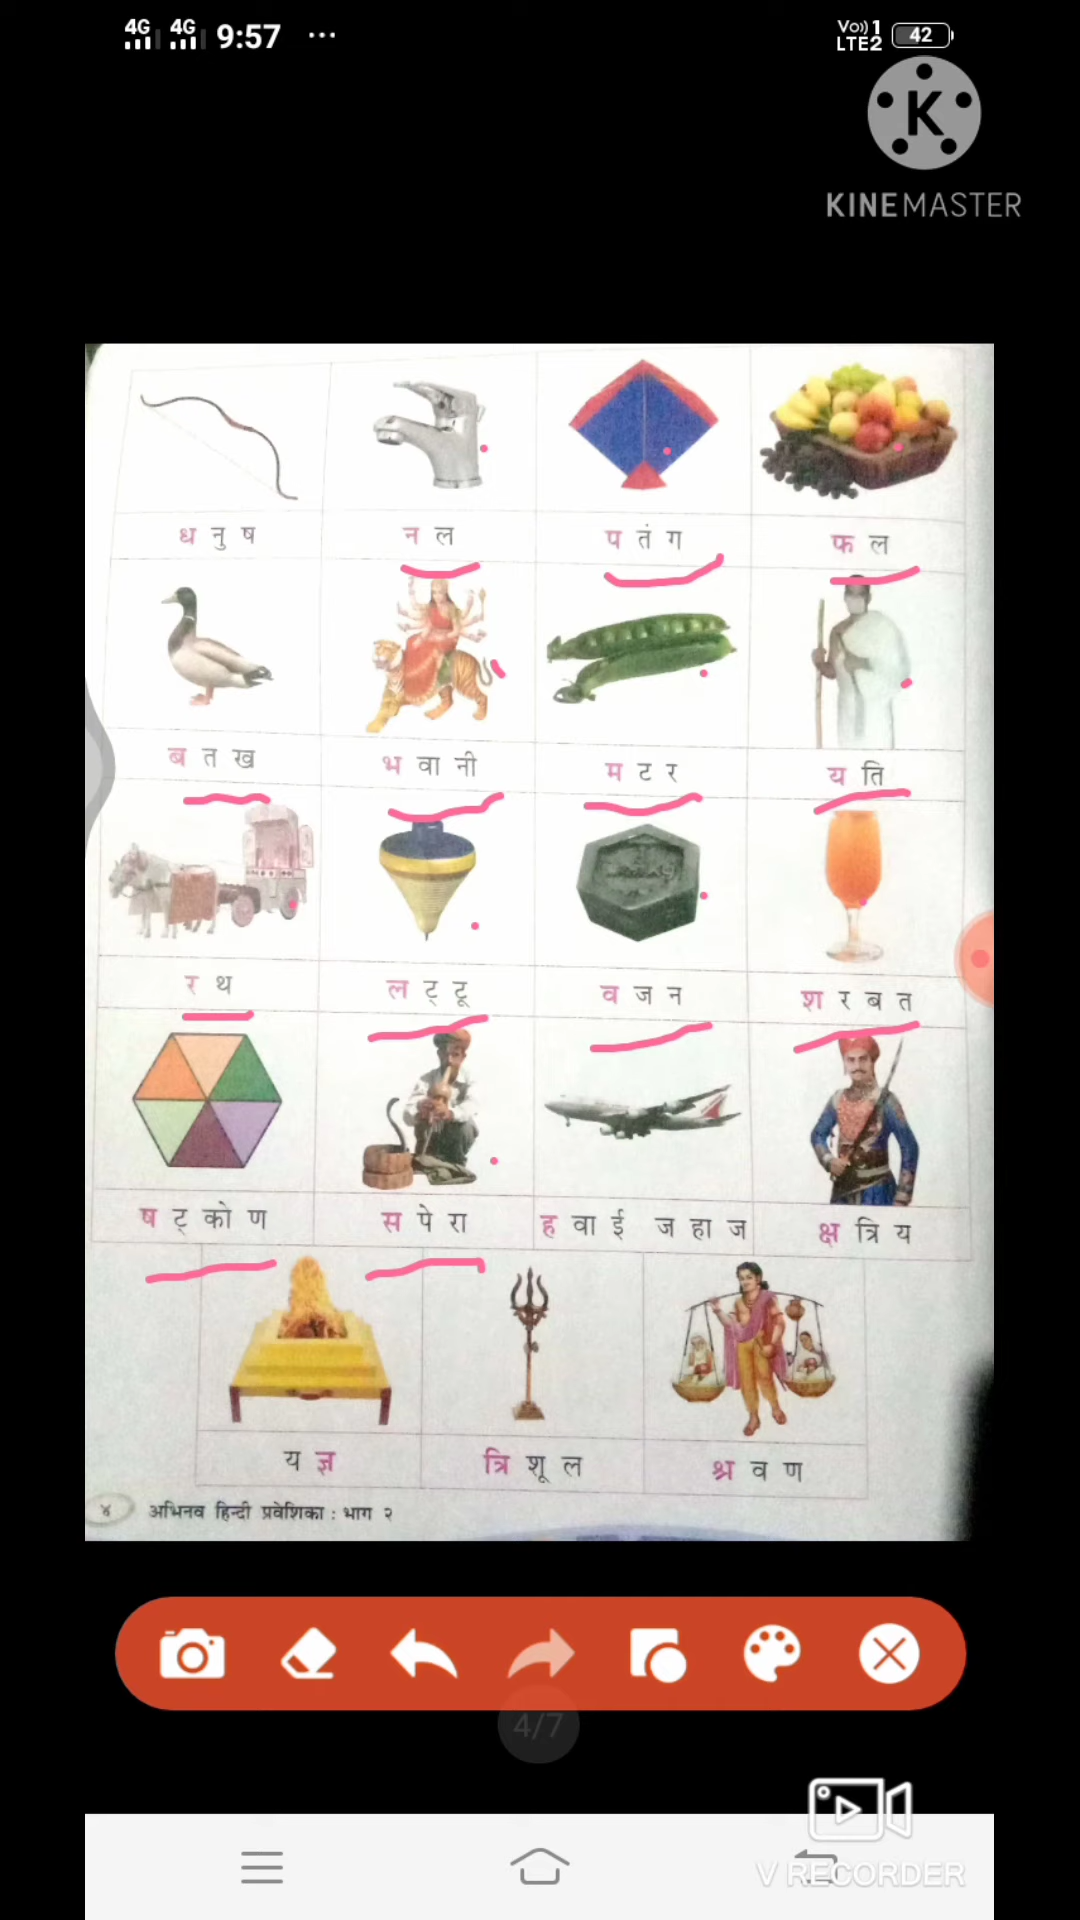 4G 4G 9:57 ... Vo)) 1 LTE2 42
K
KINEMASTER
ध नु ष न ल प तं ग फ ल
ब त ख भ वा नी म ट र य ति
र थ ल ट् टू व ज न श र ब त
ष ट् को ण स पे रा ह वा ई ज हा ज क्ष त्रि य
य ज्ञ त्रि शू ल श्र व ण
४ अभिनव हिन्दी प्रवेशिका : भाग २
4/7
V RECORDER